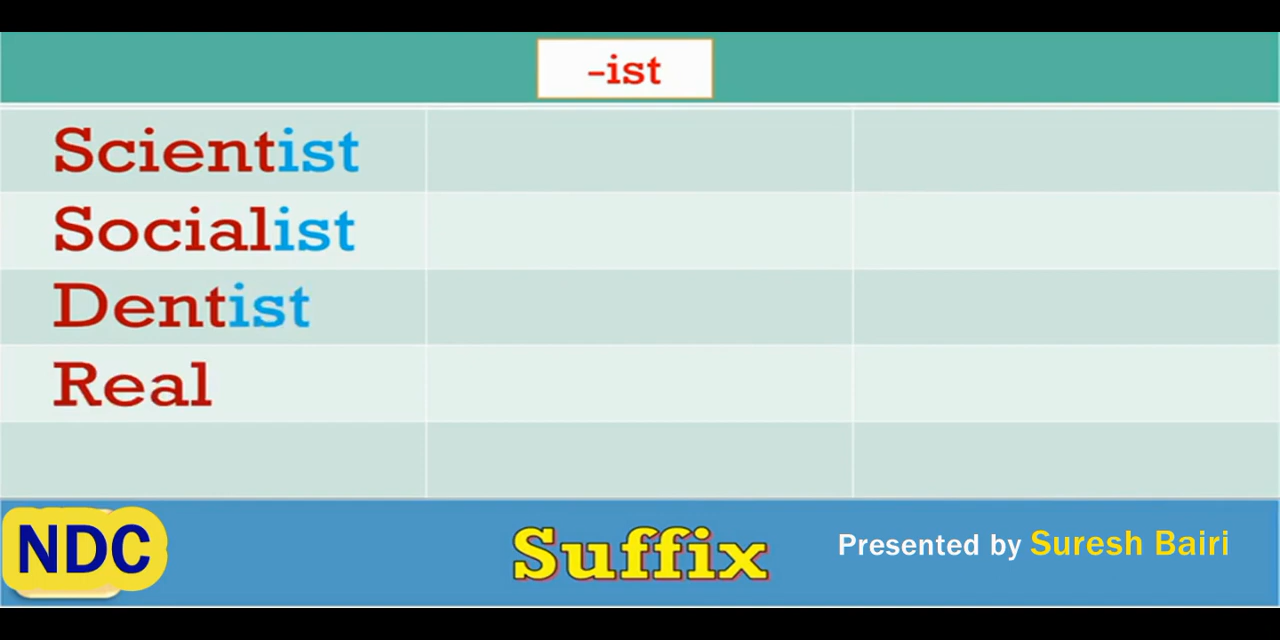 -ist
Scientist
Socialist
Dentist
Real
NDC
Suffix
Presented by Suresh Bairi